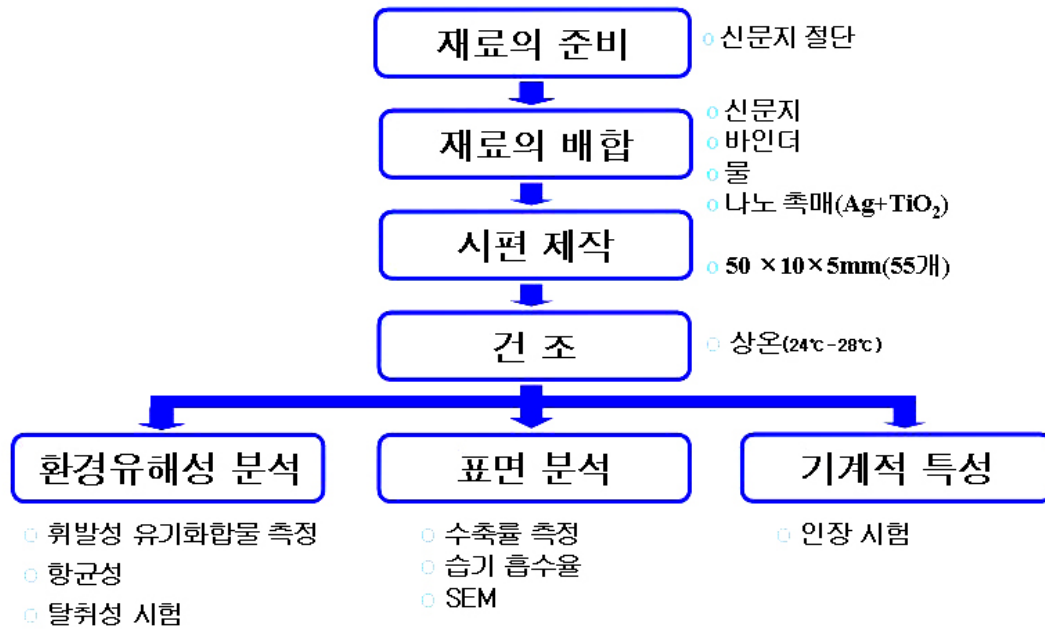 재료의 준비
○ 신문지 절단
재료의 배합
○ 신문지
○ 바인더
○ 물
○ 나노 촉매(Ag+TiO₂)
시편 제작
○ 50 ×10×5mm(55개)
건 조
○ 상온(24℃-28℃)
환경유해성 분석
○ 휘발성 유기화합물 측정
○ 항균성
○ 탈취성 시험
표면 분석
○ 수축률 측정
○ 습기 흡수율
○ SEM
기계적 특성
○ 인장 시험